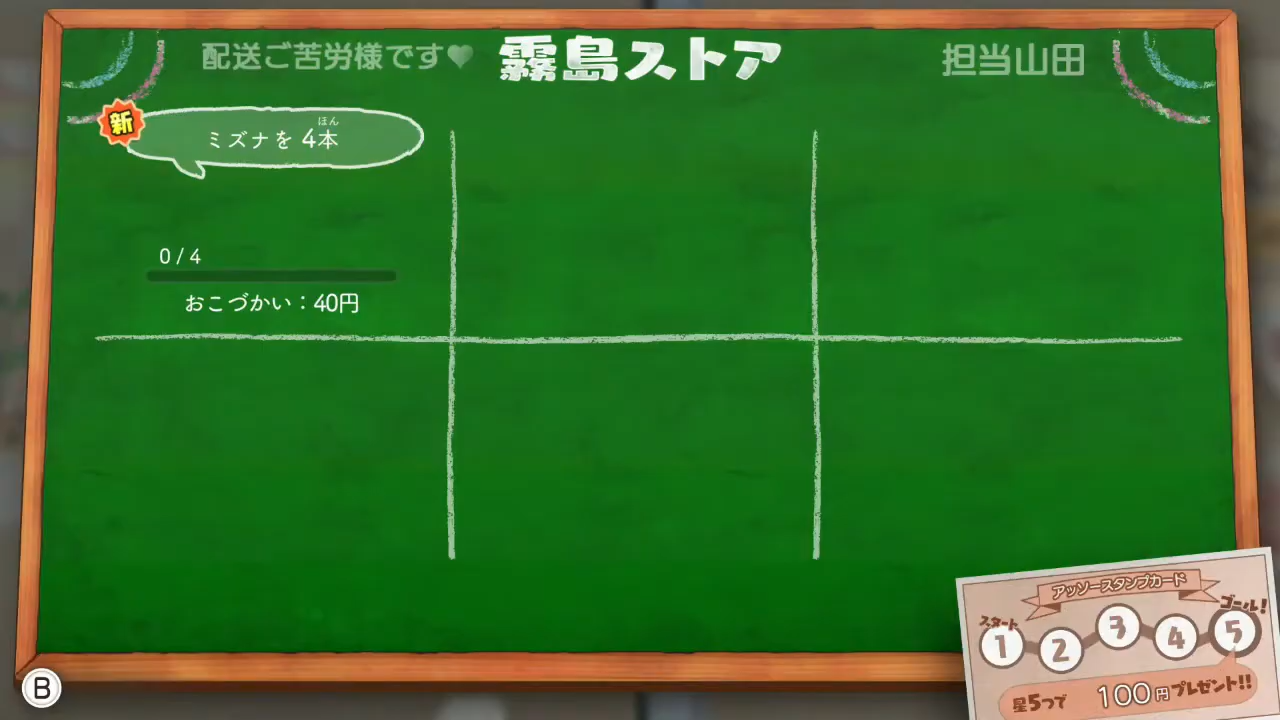 配送ご苦労様です♥ 霧島ストア 担当山田
新
ほん
ミズナを 4本
0 / 4
おこづかい：40円
アッソースタンプカード
スタート ゴール!
1 2 3 4 5
星5つで 100円プレゼント!!
B